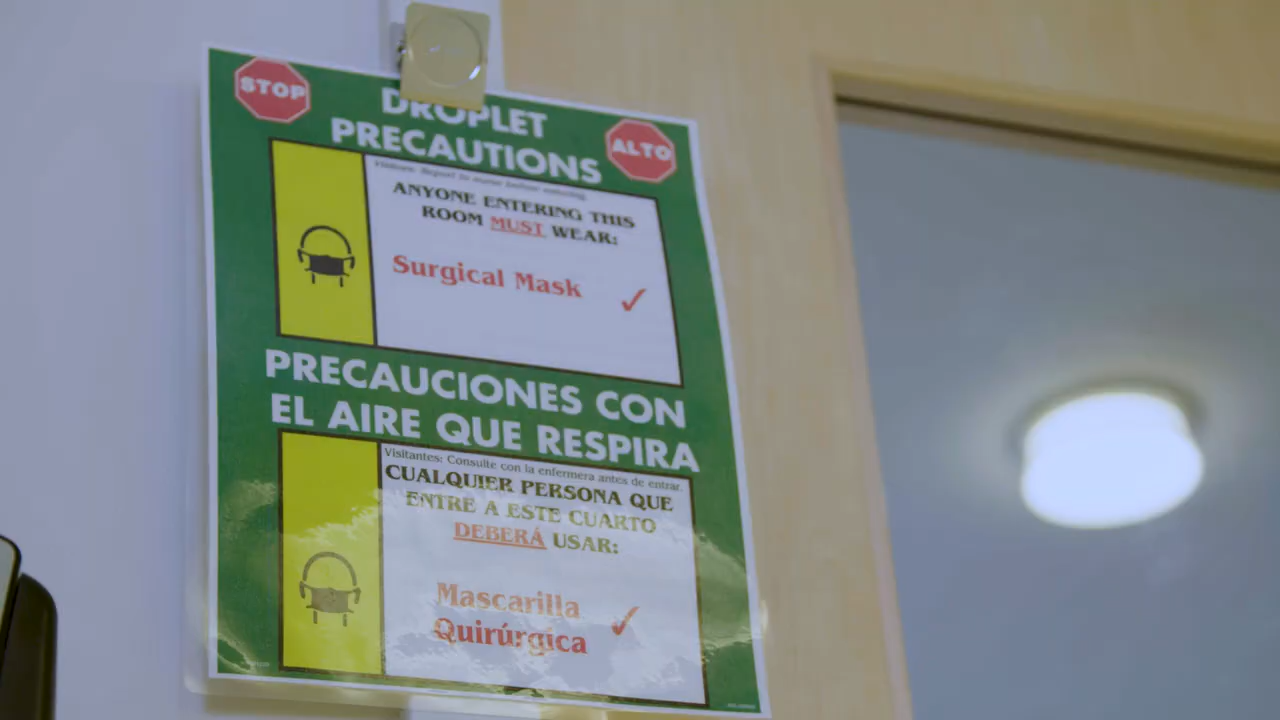 STOP
DROPLET
PRECAUTIONS
ALTO
Visitors: Report to nurse before entering.
ANYONE ENTERING THIS
ROOM MUST WEAR:
Surgical Mask
PRECAUCIONES CON
EL AIRE QUE RESPIRA
Visitantes: Consulte con la enfermera antes de entrar.
CUALQUIER PERSONA QUE
ENTRE A ESTE CUARTO
DEBERÁ USAR:
Mascarilla
Quirúrgica